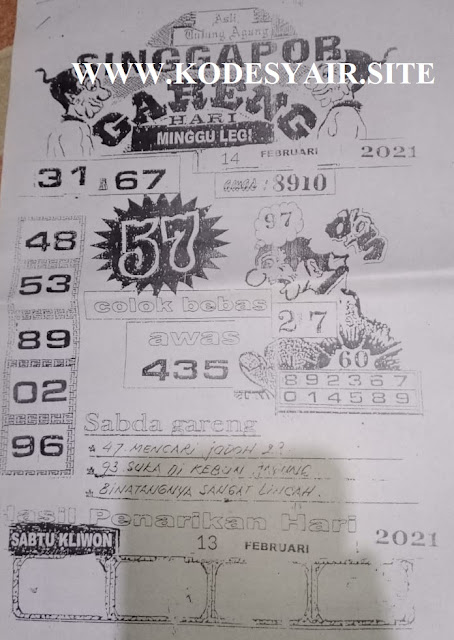 Asli
Untung Agung
SINGGAPOR
WWW.KODESYAIR.SITE
GARENG
HARI
MINGGU LEGI
14 FEBRUARI 2021
31 67
: 8910
48
57
97
53
colok bebas
27
89
awas
60
435
892367
02
014589
96
Sabda gareng
47 MENCARI JODOH 2?
93 SUKA DI KEBUN JAGUNG
BINATANGNYA SANGAT LINCAH.
Hasil Penarikan Hari
SABTU KLIWON
13 FEBRUARI 2021